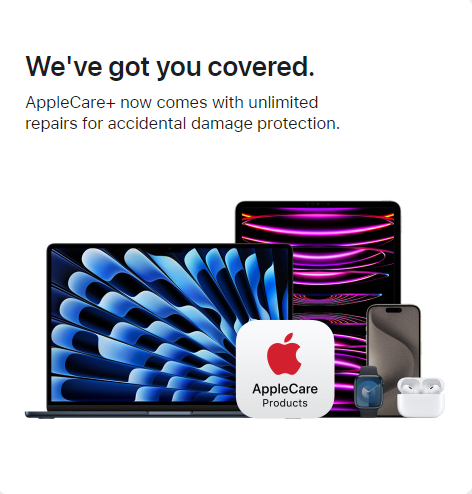 We've got you covered.
AppleCare+ now comes with unlimited
repairs for accidental damage protection.
AppleCare
Products